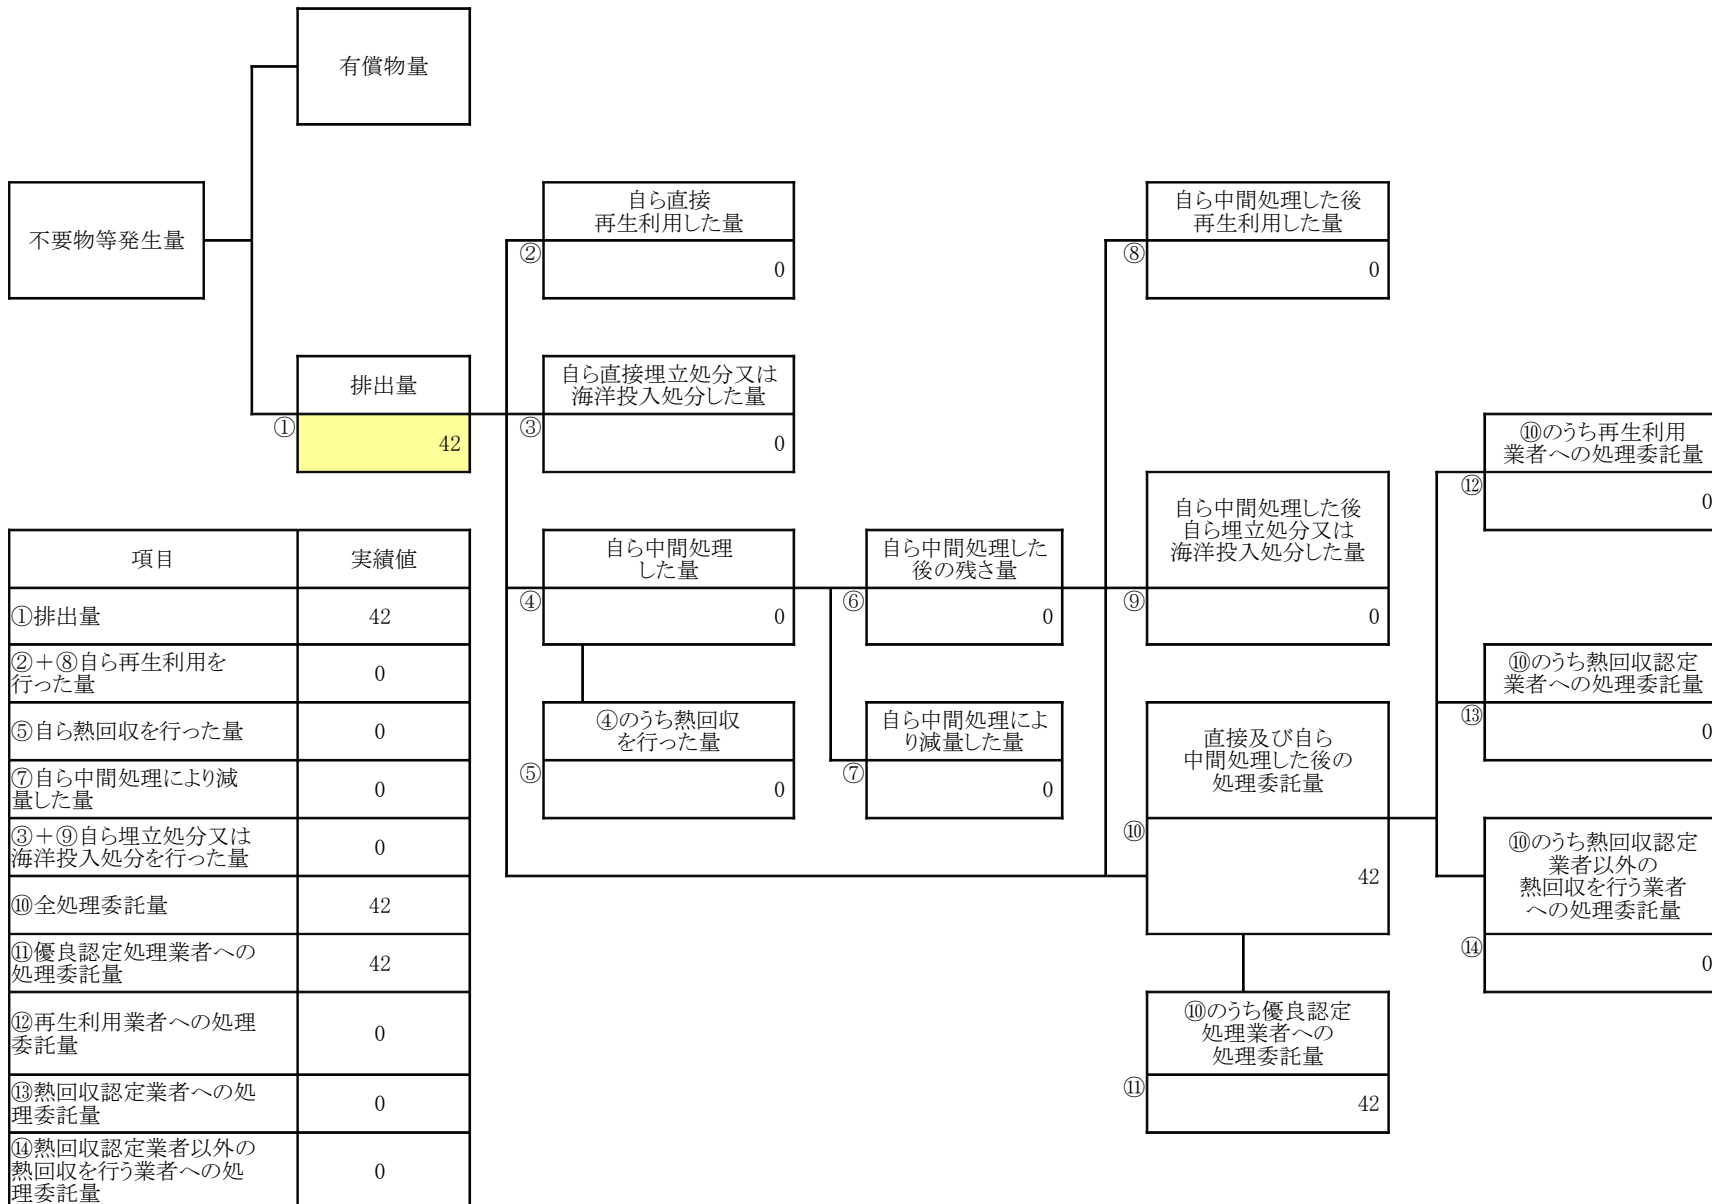 有償物量
不要物等発生量
自ら直接
再生利用した量
②
0
自ら中間処理した後
再生利用した量
⑧
0
排出量
①
42
自ら直接埋立処分又は
海洋投入処分した量
③
0
⑩のうち再生利用
業者への処理委託量
⑫
0
自ら中間処理
した量
④
0
自ら中間処理した
後の残さ量
⑥
0
自ら中間処理した後
自ら埋立処分又は
海洋投入処分した量
⑨
0
⑩のうち熱回収認定
業者への処理委託量
⑬
0
④のうち熱回収
を行った量
⑤
0
自ら中間処理によ
り減量した量
⑦
0
直接及び自ら
中間処理した後の
処理委託量
⑩
42
⑩のうち熱回収認定
業者以外の
熱回収を行う業者
への処理委託量
⑭
0
⑩のうち優良認定
処理業者への
処理委託量
⑪
42
項目 実績値
①排出量 42
②+⑧自ら再生利用を
行った量 0
⑤自ら熱回収を行った量 0
⑦自ら中間処理により減
量した量 0
③+⑨自ら埋立処分又は
海洋投入処分を行った量 0
⑩全処理委託量 42
⑪優良認定処理業者への
処理委託量 42
⑫再生利用業者への処理
委託量 0
⑬熱回収認定業者への処
理委託量 0
⑭熱回収認定業者以外の
熱回収を行う業者への処
理委託量 0